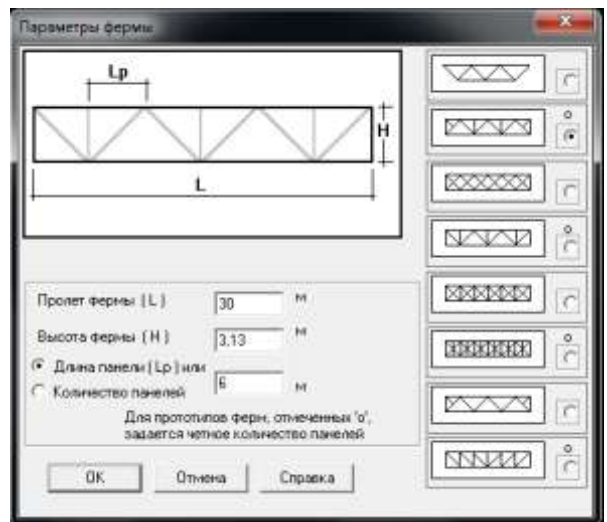 Параметры фермы
Lp
H
L
Пролет фермы ( L ) 30 м
Высота фермы ( H ) 3,13 м
Длина панели ( Lp ) или
Количество панелей 6 м
Для прототипов ферм, отмеченных 'o',
задается четное количество панелей
OK Отмена Справка
o
o
o
o